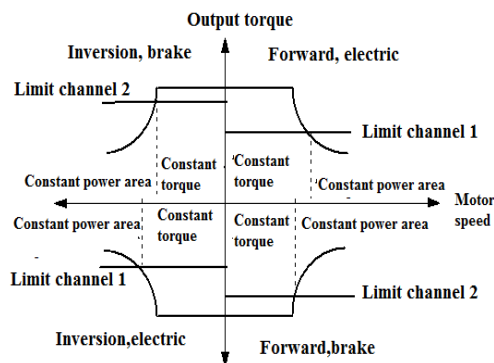 Output torque
Inversion, brake
Forward, electric
Limit channel 2
Limit channel 1
Constant torque
'Constant torque
Constant power area
'Constant power area
Motor speed
Constant power area
Constant torque
Constant torque
Constant power area
Limit channel 1
Limit channel 2
Inversion,electric
Forward,brake